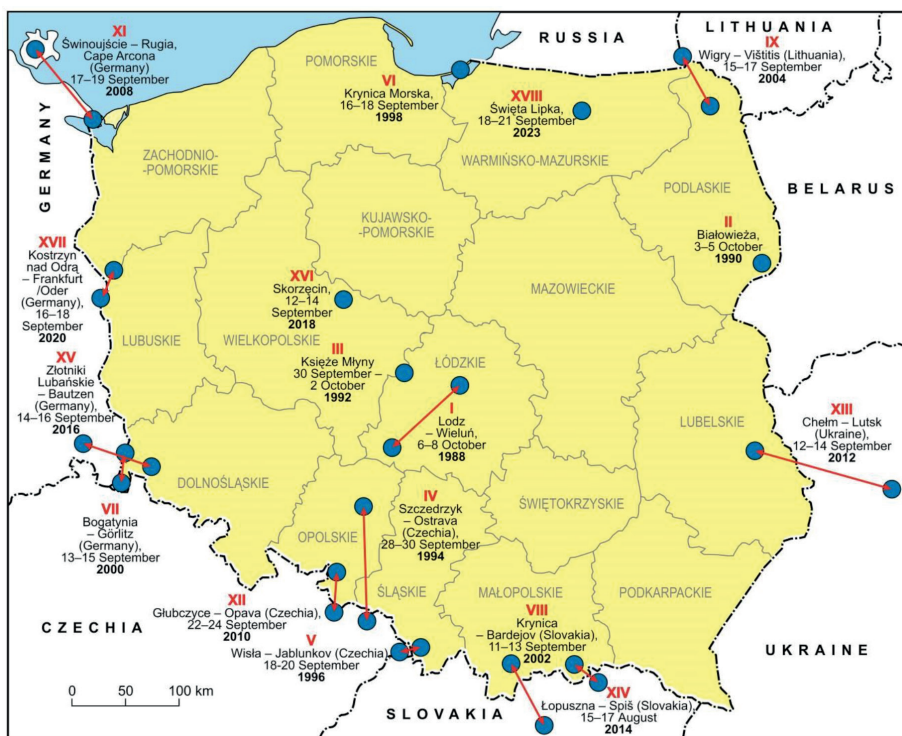 XI
Świnoujście – Rugia,
Cape Arcona
(Germany)
17–19 September
2008
RUSSIA
LITHUANIA
IX
Wigry – Vištitis (Lithuania),
15–17 September
2004
POMORSKIE
VI
Krynica Morska,
16–18 September
1998
XVIII
Święta Lipka,
18–21 September
2023
GERMANY
ZACHODNIO-
-POMORSKIE
WARMIŃSKO-MAZURSKIE
PODLASKIE
BELARUS
KUJAWSKO-
-POMORSKIE
II
Białowieża,
3–5 October
1990
XVII
Kostrzyn
nad Odrą
– Frankfurt
/Oder
(Germany),
16–18
September
2020
XVI
Skorzęcin,
12–14
September
2018
MAZOWIECKIE
LUBUSKIE
WIELKOPOLSKIE
III
Księże Młyny
30 September –
2 October
1992
ŁÓDZKIE
I
Lodz
– Wieluń,
6–8 October
1988
XV
Złotniki
Lubańskie
– Bautzen
(Germany),
14–16 September
2016
LUBELSKIE
XIII
Chełm – Lutsk
(Ukraine),
12–14 September
2012
DOLNOŚLĄSKIE
VII
Bogatynia
– Görlitz
(Germany),
13–15 September
2000
IV
Szczedrzyk
– Ostrava
(Czechia),
28–30 September
1994
ŚWIĘTOKRZYSKIE
OPOLSKIE
ŚLĄSKIE
MAŁOPOLSKIE
PODKARPACKIE
XII
Głubczyce – Opava (Czechia),
22–24 September
2010
VIII
Krynica
– Bardejov (Slovakia),
11–13 September
2002
CZECHIA
V
Wisła – Jablunkov (Czechia)
18-20 September
1996
UKRAINE
0 50 100 km
SLOVAKIA
XIV
Łopuszna – Spiš (Slovakia),
15–17 August
2014